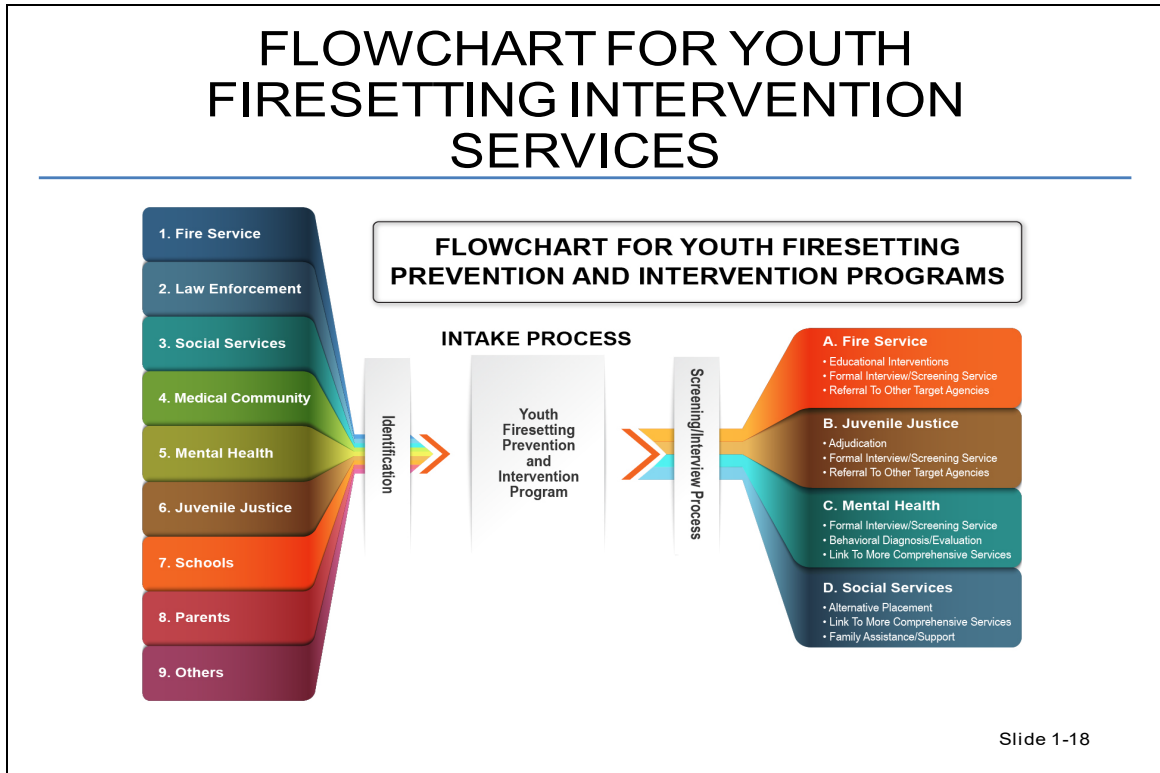 FLOWCHART FOR YOUTH
FIRESETTING INTERVENTION
SERVICES
1. Fire Service
2. Law Enforcement
3. Social Services
4. Medical Community
5. Mental Health
6. Juvenile Justice
7. Schools
8. Parents
9. Others
FLOWCHART FOR YOUTH FIRESETTING
PREVENTION AND INTERVENTION PROGRAMS
INTAKE PROCESS
Identification
Youth
Firesetting
Prevention
and
Intervention
Program
Screening/Interview Process
A. Fire Service
• Educational Interventions
• Formal Interview/Screening Service
• Referral To Other Target Agencies
B. Juvenile Justice
• Adjudication
• Formal Interview/Screening Service
• Referral To Other Target Agencies
C. Mental Health
• Formal Interview/Screening Service
• Behavioral Diagnosis/Evaluation
• Link To More Comprehensive Services
D. Social Services
• Alternative Placement
• Link To More Comprehensive Services
• Family Assistance/Support
Slide 1-18